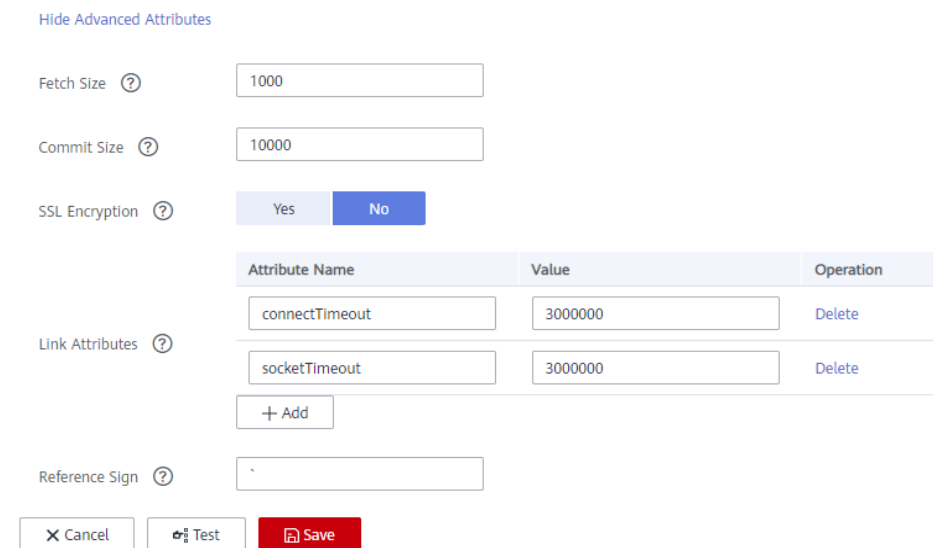 Hide Advanced Attributes
Fetch Size ? 1000
Commit Size ? 10000
SSL Encryption ? Yes No
Attribute Name Value Operation
connectTimeout 3000000 Delete
Link Attributes ?
socketTimeout 3000000 Delete
+ Add
Reference Sign ? `
X Cancel Test Save